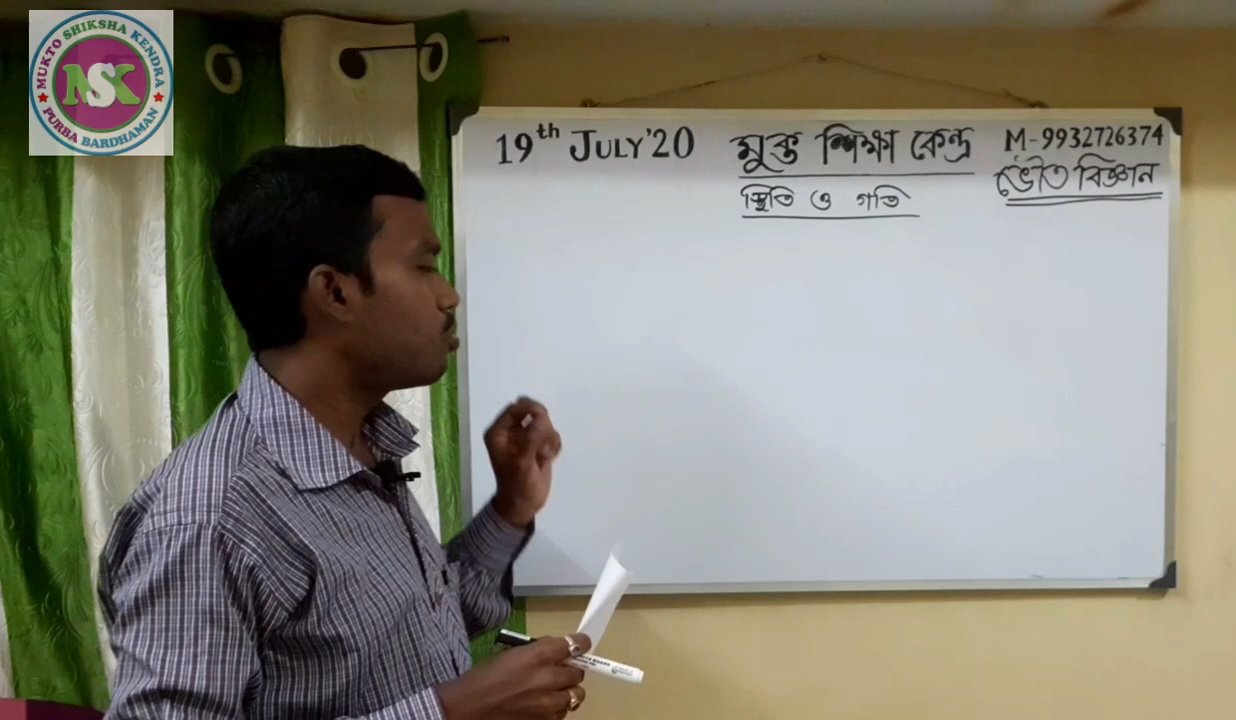 MUKTO SHIKSHA KENDRA
MSK
PURBA BARDHAMAN
19th JULY'20
মুক্ত শিক্ষা কেন্দ্র
M-9932726374
স্থিতি ও গতি
ভৌত বিজ্ঞান